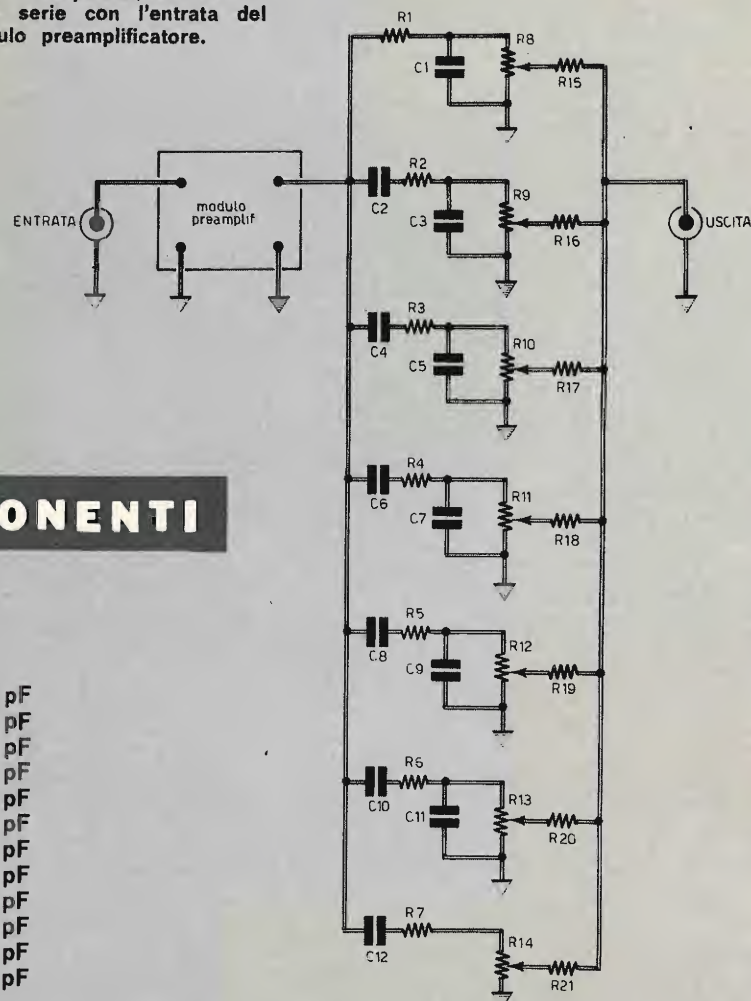 serie con l'entrata del
ulo preamplificatore.
R1
R8
C1
R15
R2
modulo
preamplif
ENTRATA
C2
C3
R9
R16
USCITA
R3
C4
C5
R10
R17
ONENTI
R4
C6
C7
R11
R18
R5
C8
C9
R12
R19
R6
C10
C11
R13
R20
R7
C12
R14
R21
pF
pF
pF
pF
pF
pF
pF
pF
pF
pF
pF
pF